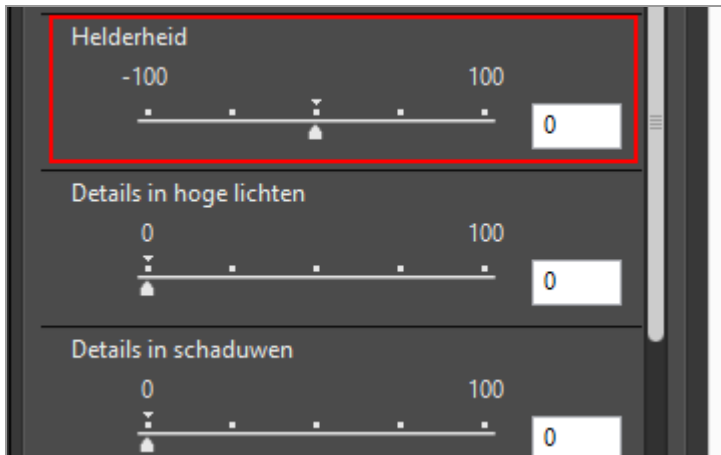 Helderheid
-100 100
0
Details in hoge lichten
0 100
0
Details in schaduwen
0 100
0